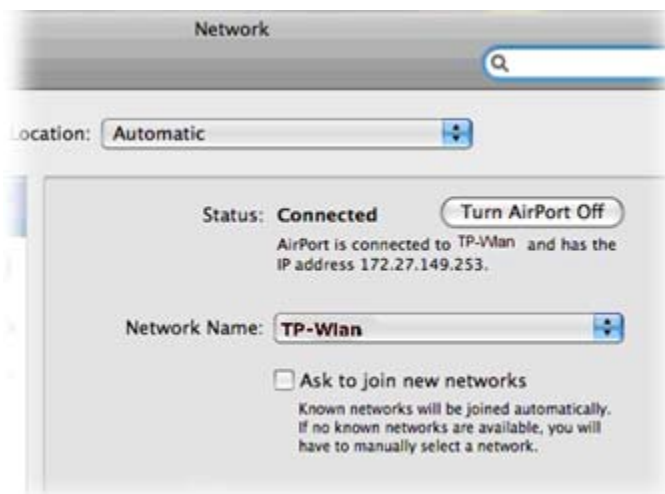 Network
Location: Automatic
Status: Connected Turn AirPort Off
AirPort is connected to TP-Wlan and has the
IP address 172.27.149.253.
Network Name: TP-Wlan
Ask to join new networks
Known networks will be joined automatically.
If no known networks are available, you will
have to manually select a network.